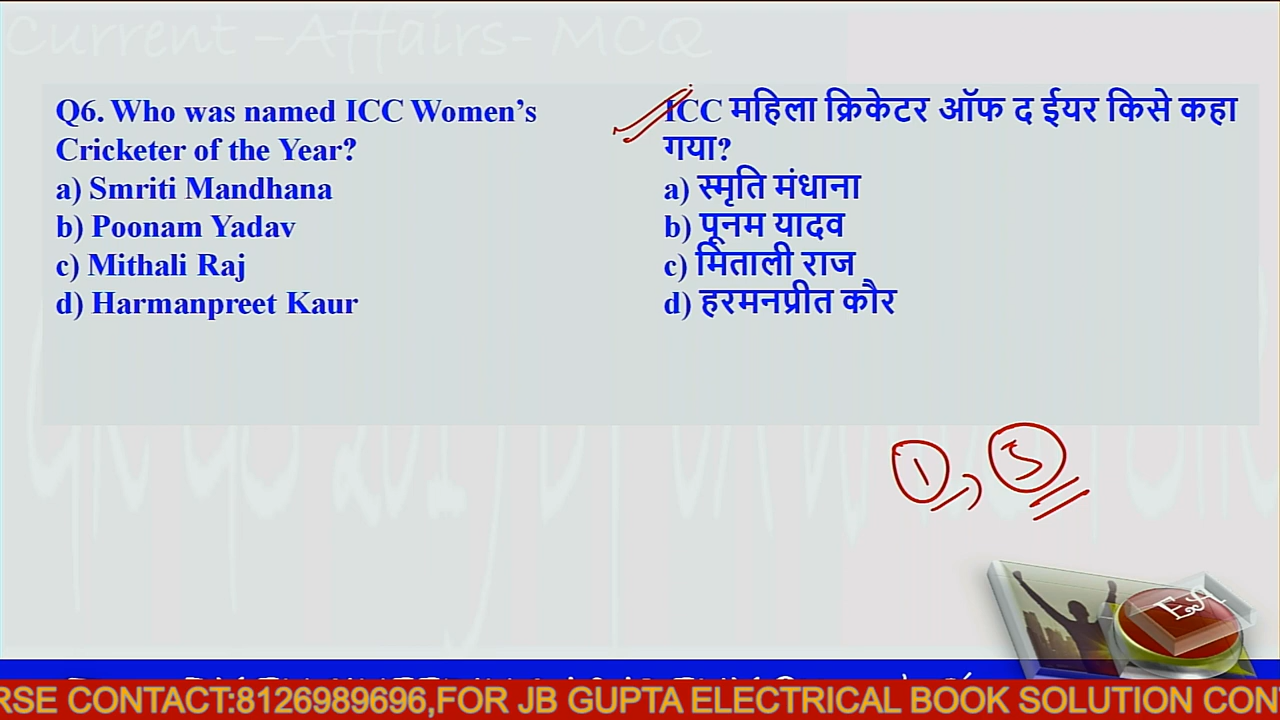 Current -Affairs- MCQ
Q6. Who was named ICC Women's
Cricketer of the Year?
a) Smriti Mandhana
b) Poonam Yadav
c) Mithali Raj
d) Harmanpreet Kaur
ICC महिला क्रिकेटर ऑफ द ईयर किसे कहा
गया?
a) स्मृति मंधाना
b) पूनम यादव
c) मिताली राज
d) हरमनप्रीत कौर
1, 5
EA
RSE CONTACT:8126989696,FOR JB GUPTA ELECTRICAL BOOK SOLUTION CON